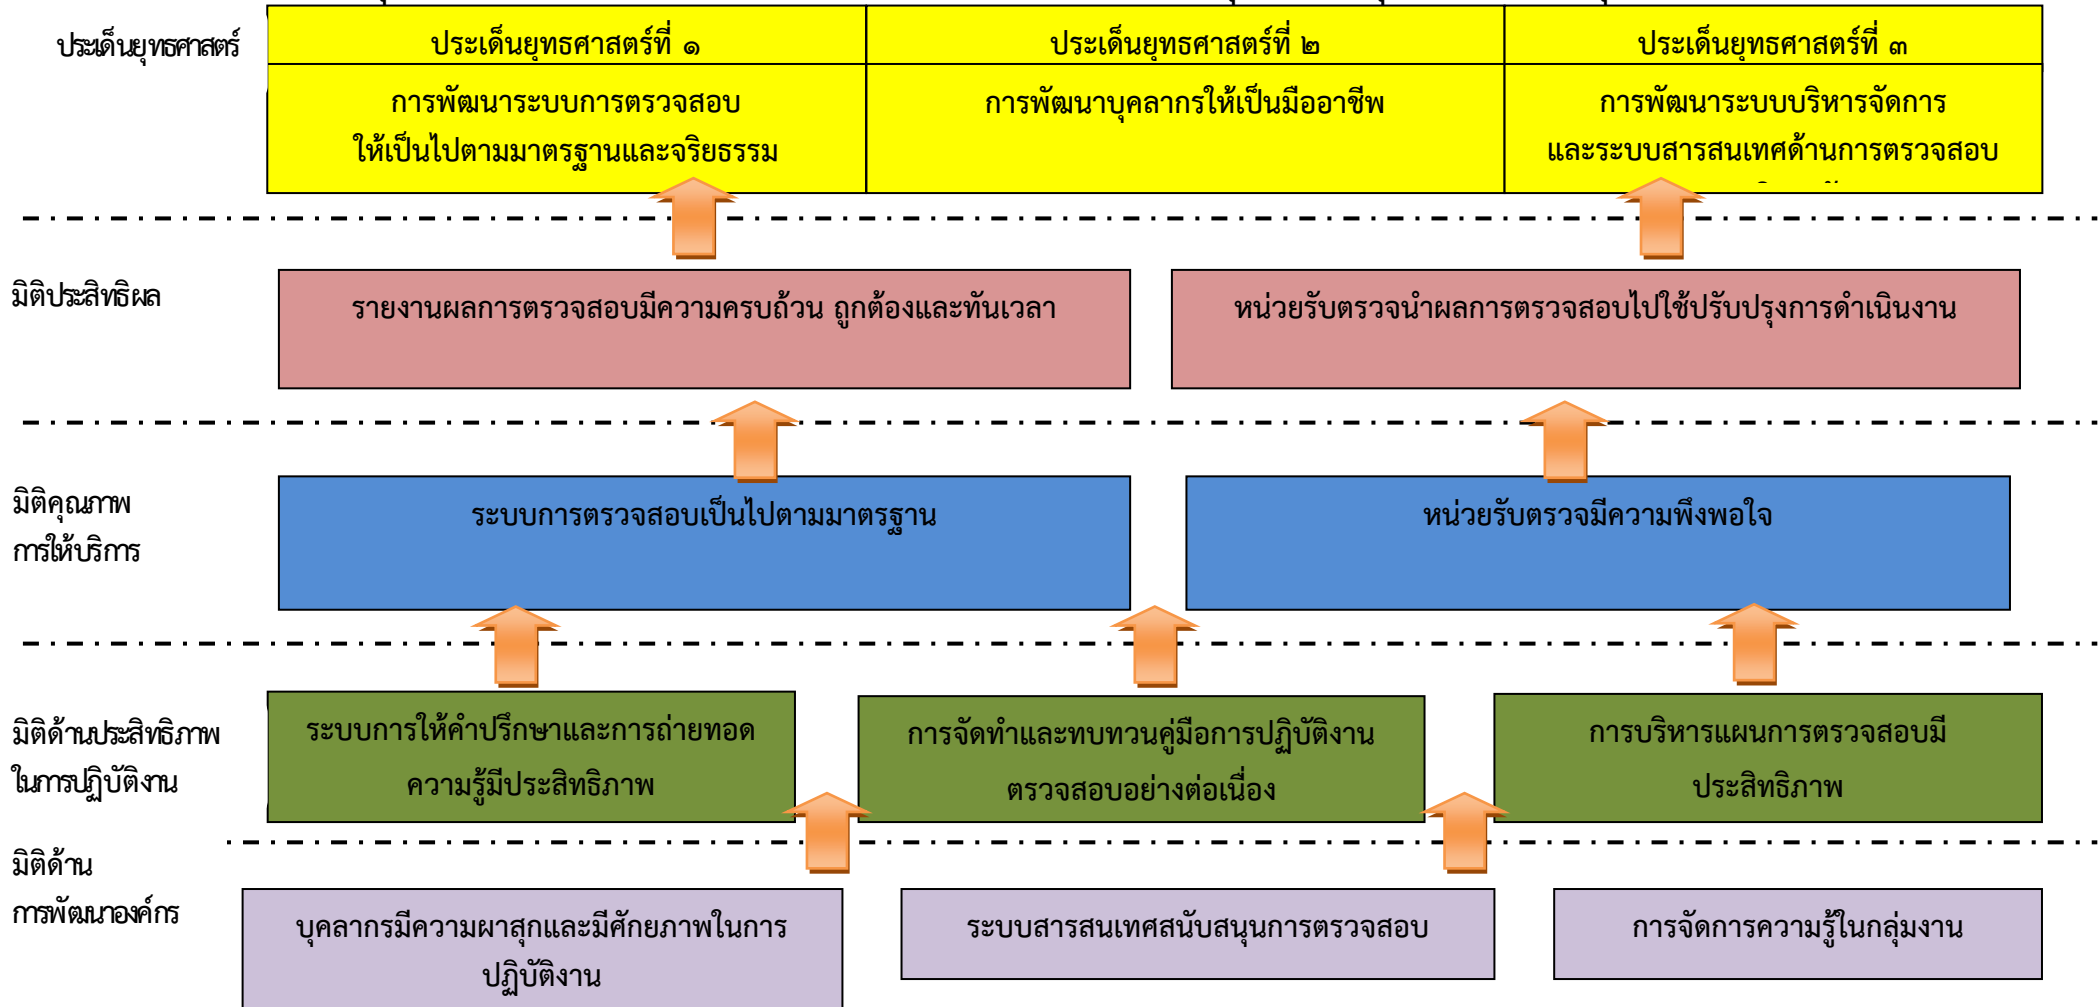 ประเด็นยุทธศาสตร์
ประเด็นยุทธศาสตร์ที่ ๑
ประเด็นยุทธศาสตร์ที่ ๒
ประเด็นยุทธศาสตร์ที่ ๓
การพัฒนาระบบการตรวจสอบ
ให้เป็นไปตามมาตรฐานและจริยธรรม
การพัฒนาบุคลากรให้เป็นมืออาชีพ
การพัฒนาระบบบริหารจัดการ
และระบบสารสนเทศด้านการตรวจสอบ
มิติประสิทธิผล
รายงานผลการตรวจสอบมีความครบถ้วน ถูกต้องและทันเวลา
หน่วยรับตรวจนำผลการตรวจสอบไปใช้ปรับปรุงการดำเนินงาน
มิติคุณภาพ
การให้บริการ
ระบบการตรวจสอบเป็นไปตามมาตรฐาน
หน่วยรับตรวจมีความพึงพอใจ
มิติด้านประสิทธิภาพ
ในการปฏิบัติงาน
ระบบการให้คำปรึกษาและการถ่ายทอด
ความรู้มีประสิทธิภาพ
การจัดทำและทบทวนคู่มือการปฏิบัติงาน
ตรวจสอบอย่างต่อเนื่อง
การบริหารแผนการตรวจสอบมี
ประสิทธิภาพ
มิติด้าน
การพัฒนาองค์กร
บุคลากรมีความผาสุกและมีศักยภาพในการ
ปฏิบัติงาน
ระบบสารสนเทศสนับสนุนการตรวจสอบ
การจัดการความรู้ในกลุ่มงาน